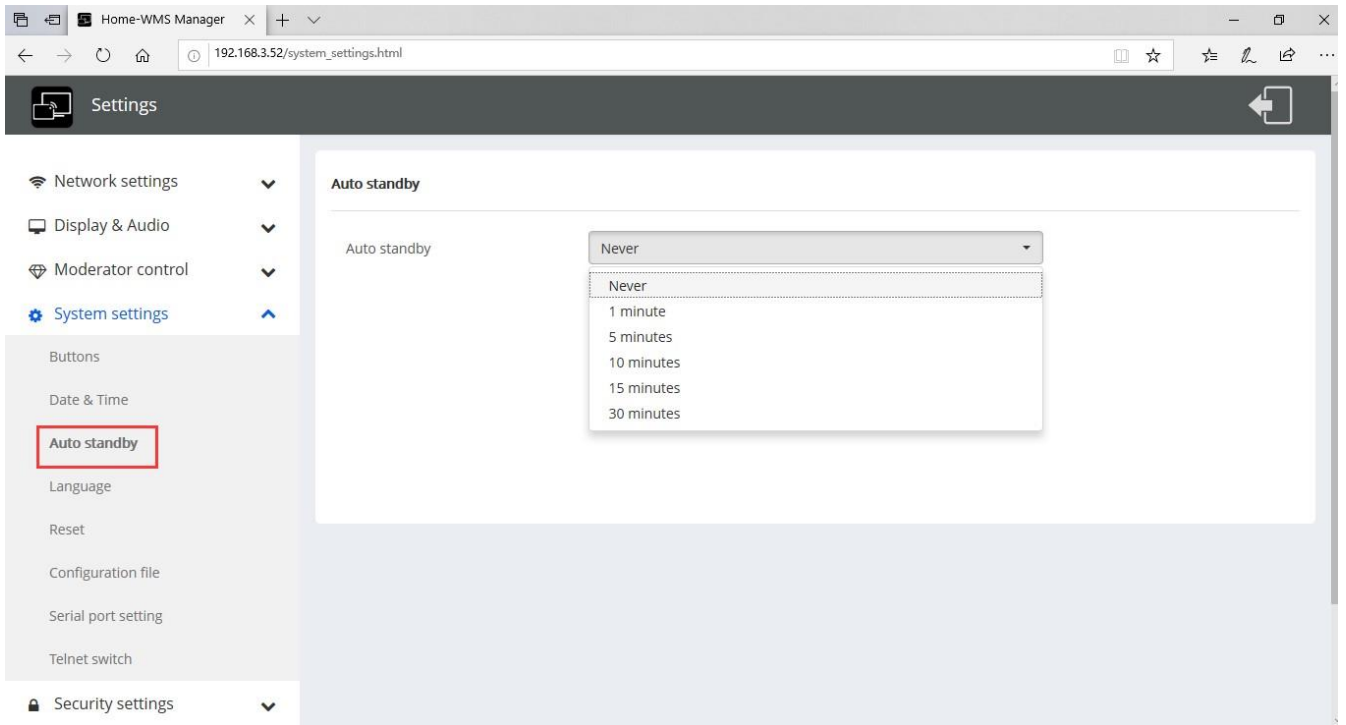 Home-WMS Manager
192.168.3.52/system_settings.html
Settings
Network settings
Display & Audio
Moderator control
System settings
Buttons
Date & Time
Auto standby
Language
Reset
Configuration file
Serial port setting
Telnet switch
Security settings
Auto standby
Auto standby
Never
Never
1 minute
5 minutes
10 minutes
15 minutes
30 minutes